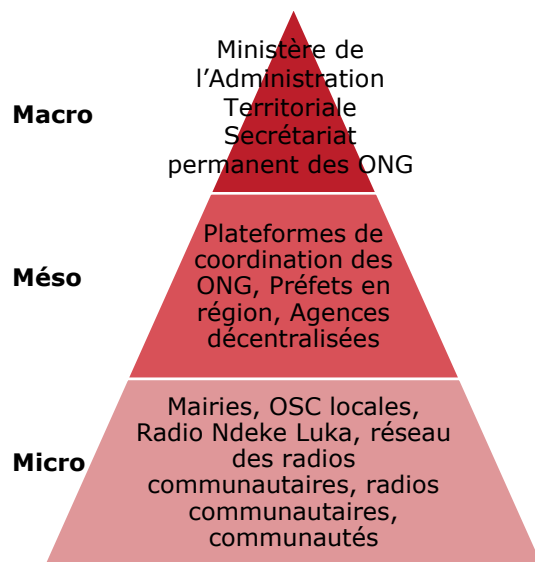 Ministère de
l'Administration
Territoriale
Macro
Secrétariat
permanent des ONG
Plateformes de
coordination des
Méso
ONG, Préfets en
région, Agences
décentralisées
Mairies, OSC locales,
Radio Ndeke Luka, réseau
Micro
des radios
communautaires, radios
communautaires,
communautés